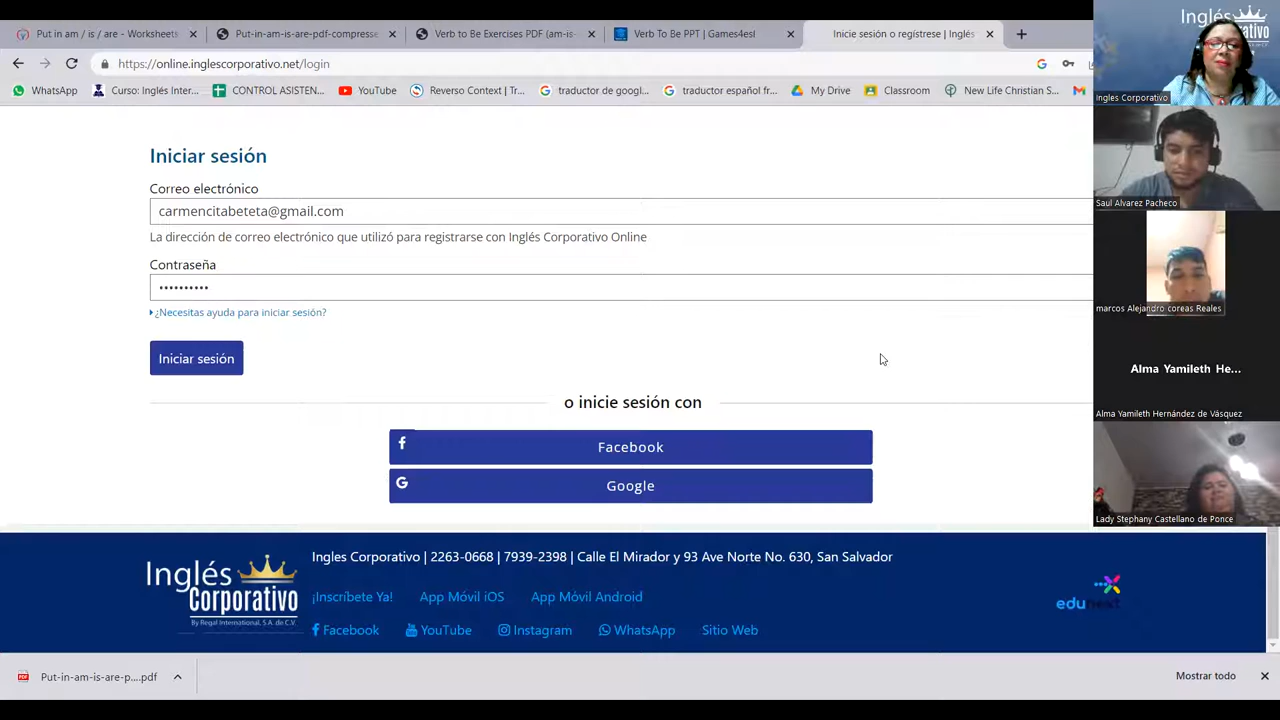 Put in am / is / are - Worksheets
Put-in-am-is-are-pdf-compresse
Verb to Be Exercises PDF (am-is-
Verb To Be PPT | Games4esl
Inicie sesión o regístrese | Inglés
https://online.inglescorporativo.net/login
WhatsApp
Curso: Inglés Inter...
CONTROL ASISTEN...
YouTube
Reverso Context | Tr...
traductor de googl...
traductor español fr...
My Drive
Classroom
New Life Christian S...
Iniciar sesión
Correo electrónico
carmencitabeteta@gmail.com
La dirección de correo electrónico que utilizó para registrarse con Inglés Corporativo Online
Contraseña
••••••••••
¿Necesitas ayuda para iniciar sesión?
Iniciar sesión
o inicie sesión con
Facebook
Google
Inglés
Corporativo
By Regal International, S.A. de C.V.
Ingles Corporativo | 2263-0668 | 7939-2398 | Calle El Mirador y 93 Ave Norte No. 630, San Salvador
¡Inscríbete Ya!
App Móvil iOS
App Móvil Android
Facebook
YouTube
Instagram
WhatsApp
Sitio Web
edunext
Put-in-am-is-are-p....pdf
Mostrar todo
Inglés
Ingles Corporativo
Saul Alvarez Pacheco
marcos Alejandro coreas Reales
Alma Yamileth He...
Alma Yamileth Hernández de Vásquez
Lady Stephany Castellano de Ponce